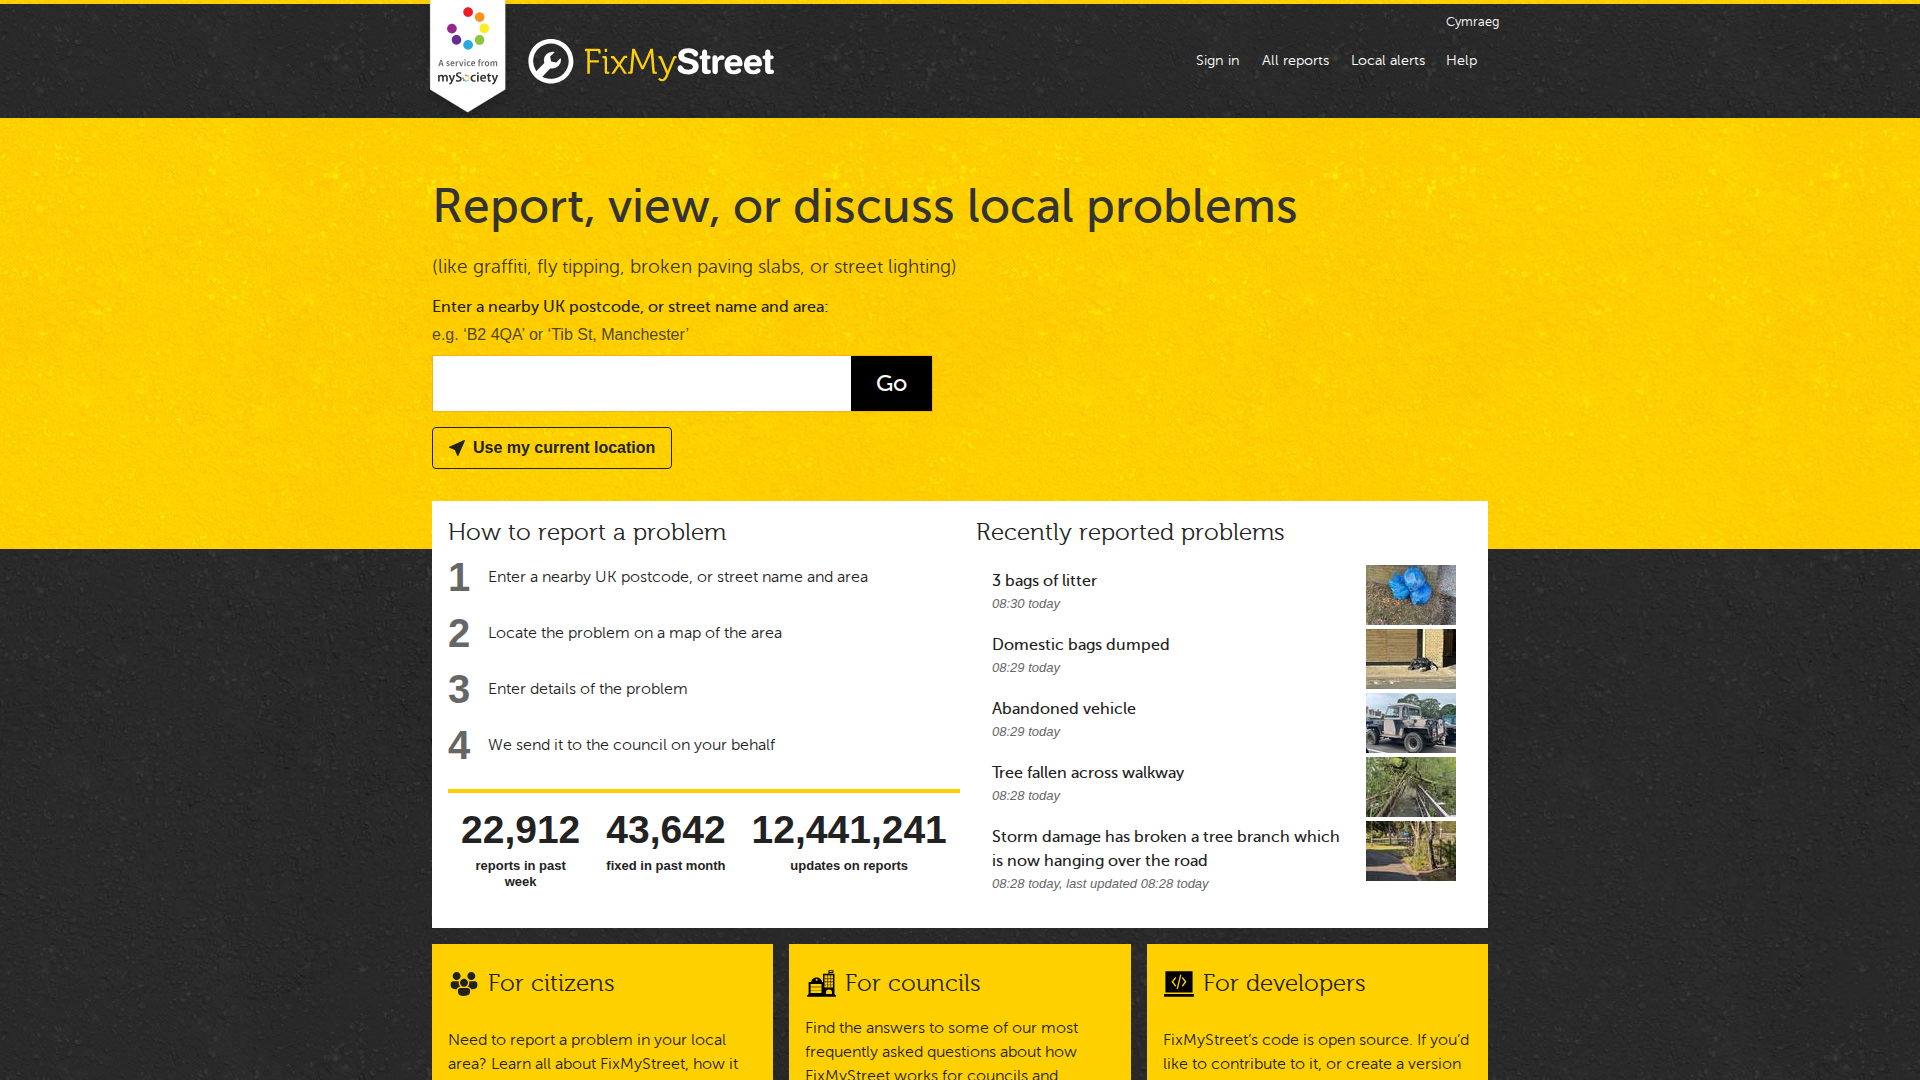 Cymraeg
A service from
mySociety
FixMyStreet
Sign in
All reports
Local alerts
Help
Report, view, or discuss local problems
(like graffiti, fly tipping, broken paving slabs, or street lighting)
Enter a nearby UK postcode, or street name and area:
e.g. ‘B2 4QA’ or ‘Tib St, Manchester’
Go
Use my current location
How to report a problem
1 Enter a nearby UK postcode, or street name and area
2 Locate the problem on a map of the area
3 Enter details of the problem
4 We send it to the council on your behalf
22,912
reports in past
week
43,642
fixed in past month
12,441,241
updates on reports
Recently reported problems
3 bags of litter
08:30 today
Domestic bags dumped
08:29 today
Abandoned vehicle
08:29 today
Tree fallen across walkway
08:28 today
Storm damage has broken a tree branch which
is now hanging over the road
08:28 today, last updated 08:28 today
For citizens
Need to report a problem in your local
area? Learn all about FixMyStreet, how it
For councils
Find the answers to some of our most
frequently asked questions about how
FixMyStreet works for councils and
For developers
FixMyStreet’s code is open source. If you’d
like to contribute to it, or create a version